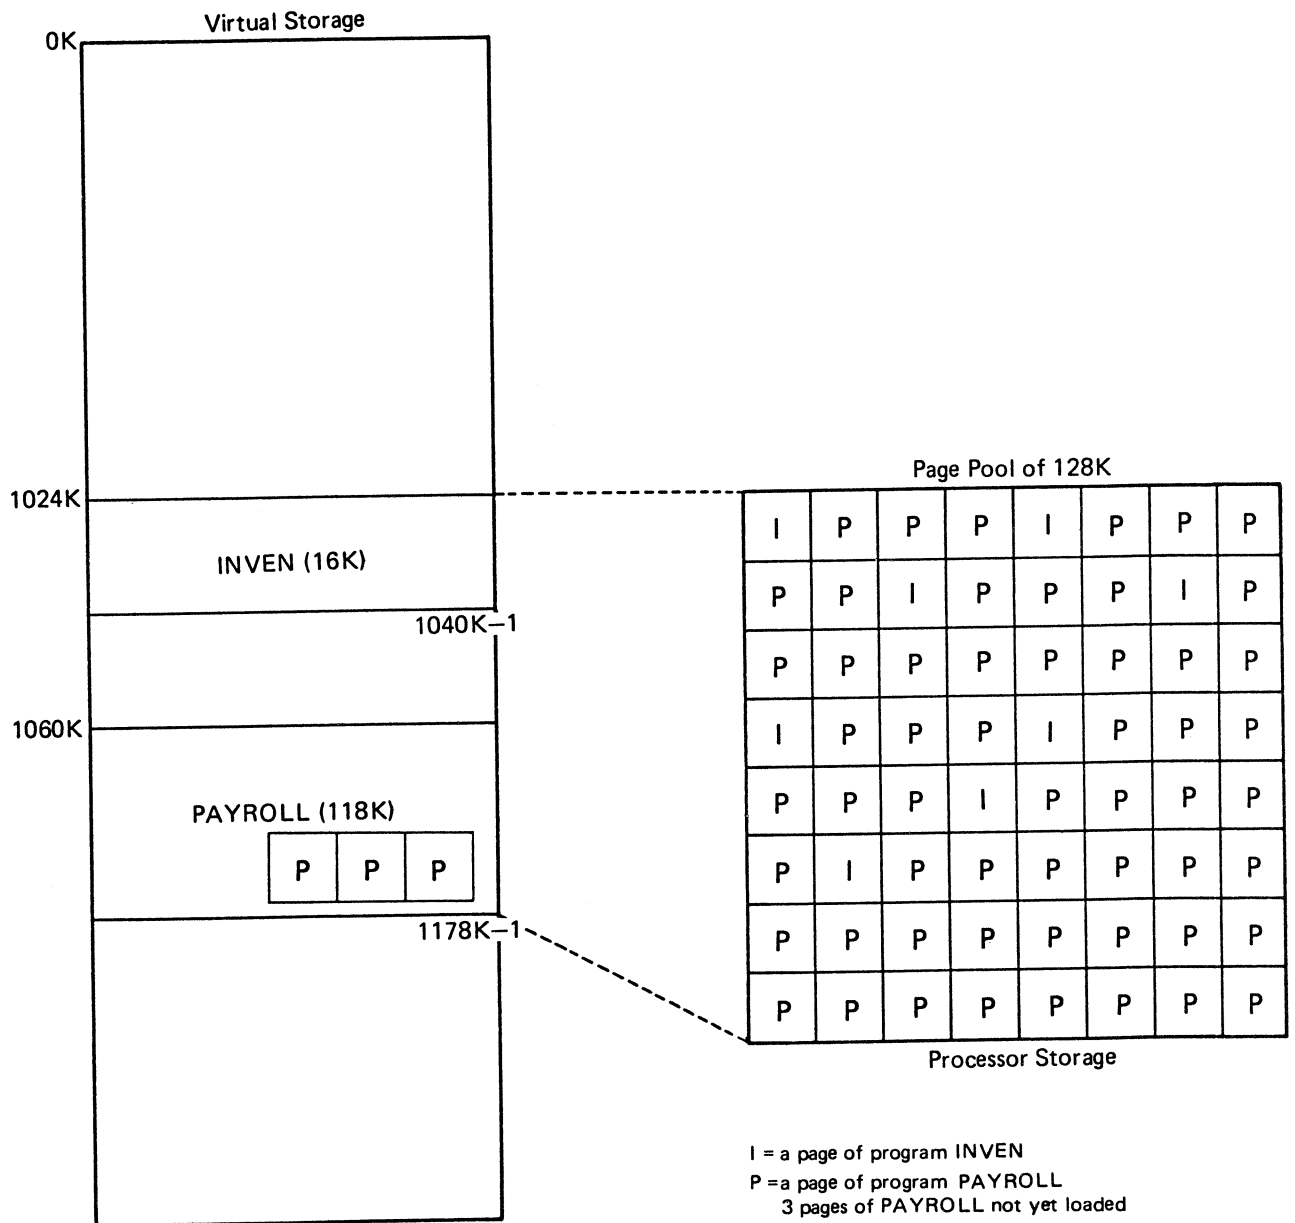 Virtual Storage
0K
1024K
INVEN (16K)
1040K–1
1060K
PAYROLL (118K)
P P P
1178K–1
Page Pool of 128K
I P P P I P P P
P P I P P P I P
P P P P P P P P
I P P P I P P P
P P P I P P P P
P I P P P P P P
P P P P P P P P
P P P P P P P P
Processor Storage
I = a page of program INVEN
P =a page of program PAYROLL
3 pages of PAYROLL not yet loaded